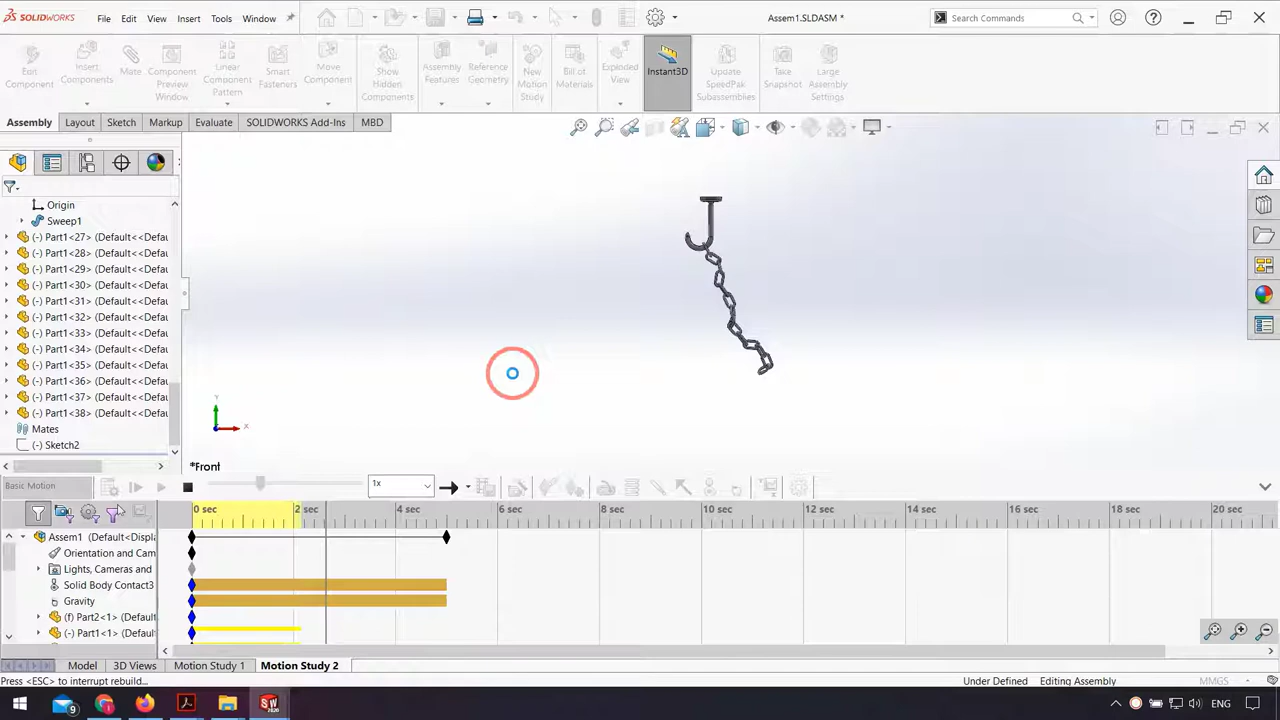 SOLIDWORKS File Edit View Insert Tools Window Assem1.SLDASM * Search Commands
Edit Component
Insert Components
Mate
Component Preview Window
Linear Component Pattern
Smart Fasteners
Move Component
Show Hidden Components
Assembly Features
Reference Geometry
New Motion Study
Bill of Materials
Exploded View
Instant3D
Update SpeedPak Subassemblies
Take Snapshot
Large Assembly Settings
Assembly Layout Sketch Markup Evaluate SOLIDWORKS Add-Ins MBD
Origin
Sweep1
(-) Part1<27> (Default<<Defau
(-) Part1<28> (Default<<Defau
(-) Part1<29> (Default<<Defau
(-) Part1<30> (Default<<Defau
(-) Part1<31> (Default<<Defau
(-) Part1<32> (Default<<Defau
(-) Part1<33> (Default<<Defau
(-) Part1<34> (Default<<Defau
(-) Part1<35> (Default<<Defau
(-) Part1<36> (Default<<Defau
(-) Part1<37> (Default<<Defau
(-) Part1<38> (Default<<Defau
Mates
(-) Sketch2
Y
X
*Front
Basic Motion 1x
0 sec 2 sec 4 sec 6 sec 8 sec 10 sec 12 sec 14 sec 16 sec 18 sec 20 sec
Assem1 (Default<Displ
Orientation and Cam
Lights, Cameras and
Solid Body Contact3
Gravity
(f) Part2<1> (Default
(-) Part1<1> (Defaul
Model 3D Views Motion Study 1 Motion Study 2
Press <ESC> to interrupt rebuild... Under Defined Editing Assembly MMGS
ENG